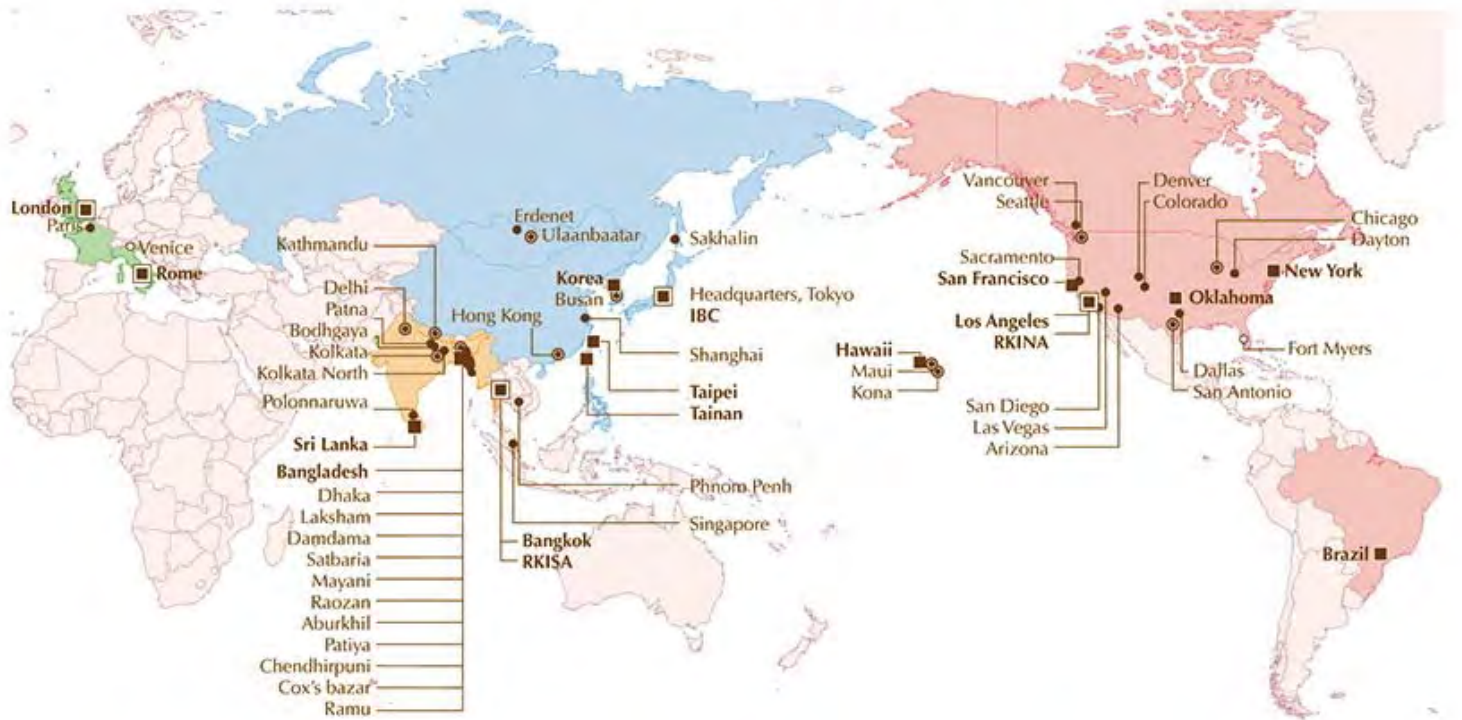 London
Paris
Venice
Rome
Kathmandu
Delhi
Patna
Bodhgaya
Kolkata
Kolkata North
Polonnaruwa
Sri Lanka
Bangladesh
Dhaka
Laksham
Damdama
Satbaria
Mayani
Raozan
Aburkhil
Patiya
Chendhirpuni
Cox's bazar
Ramu
Erdenet
Ulaanbaatar
Sakhalin
Korea
Busan
Headquarters, Tokyo
IBC
Hong Kong
Shanghai
Taipei
Tainan
Phnom Penh
Singapore
Bangkok
RKISA
Hawaii
Maui
Kona
Vancouver
Seattle
Denver
Colorado
Chicago
Dayton
Sacramento
San Francisco
New York
Oklahoma
Los Angeles
RKINA
Fort Myers
Dallas
San Antonio
San Diego
Las Vegas
Arizona
Brazil